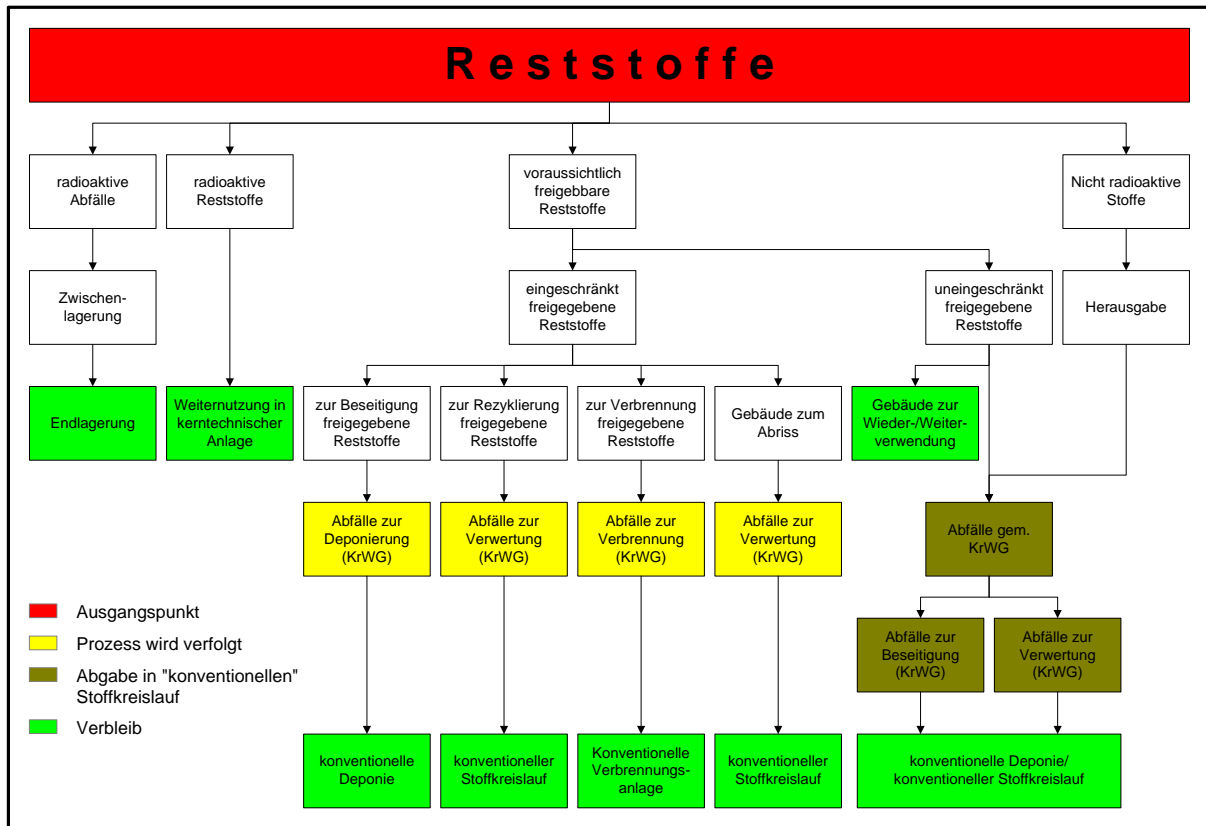 Reststoffe
radioaktive
Abfälle
radioaktive
Reststoffe
voraussichtlich
freigebbare
Reststoffe
Nicht radioaktive
Stoffe
Zwischen-
lagerung
eingeschränkt
freigegebene
Reststoffe
uneingeschränkt
freigegebene
Reststoffe
Herausgabe
Endlagerung
Weiternutzung in
kerntechnischer
Anlage
zur Beseitigung
freigegebene
Reststoffe
zur Rezyklierung
freigegebene
Reststoffe
zur Verbrennung
freigegebene
Reststoffe
Gebäude zum
Abriss
Gebäude zur
Wieder-/Weiter-
verwendung
Abfälle zur
Deponierung
(KrWG)
Abfälle zur
Verwertung
(KrWG)
Abfälle zur
Verbrennung
(KrWG)
Abfälle zur
Verwertung
(KrWG)
Abfälle gem.
KrWG
Ausgangspunkt
Prozess wird verfolgt
Abgabe in "konventionellen"
Stoffkreislauf
Verbleib
Abfälle zur
Beseitigung
(KrWG)
Abfälle zur
Verwertung
(KrWG)
konventionelle
Deponie
konventioneller
Stoffkreislauf
Konventionelle
Verbrennungs-
anlage
konventioneller
Stoffkreislauf
konventionelle Deponie/
konventioneller Stoffkreislauf